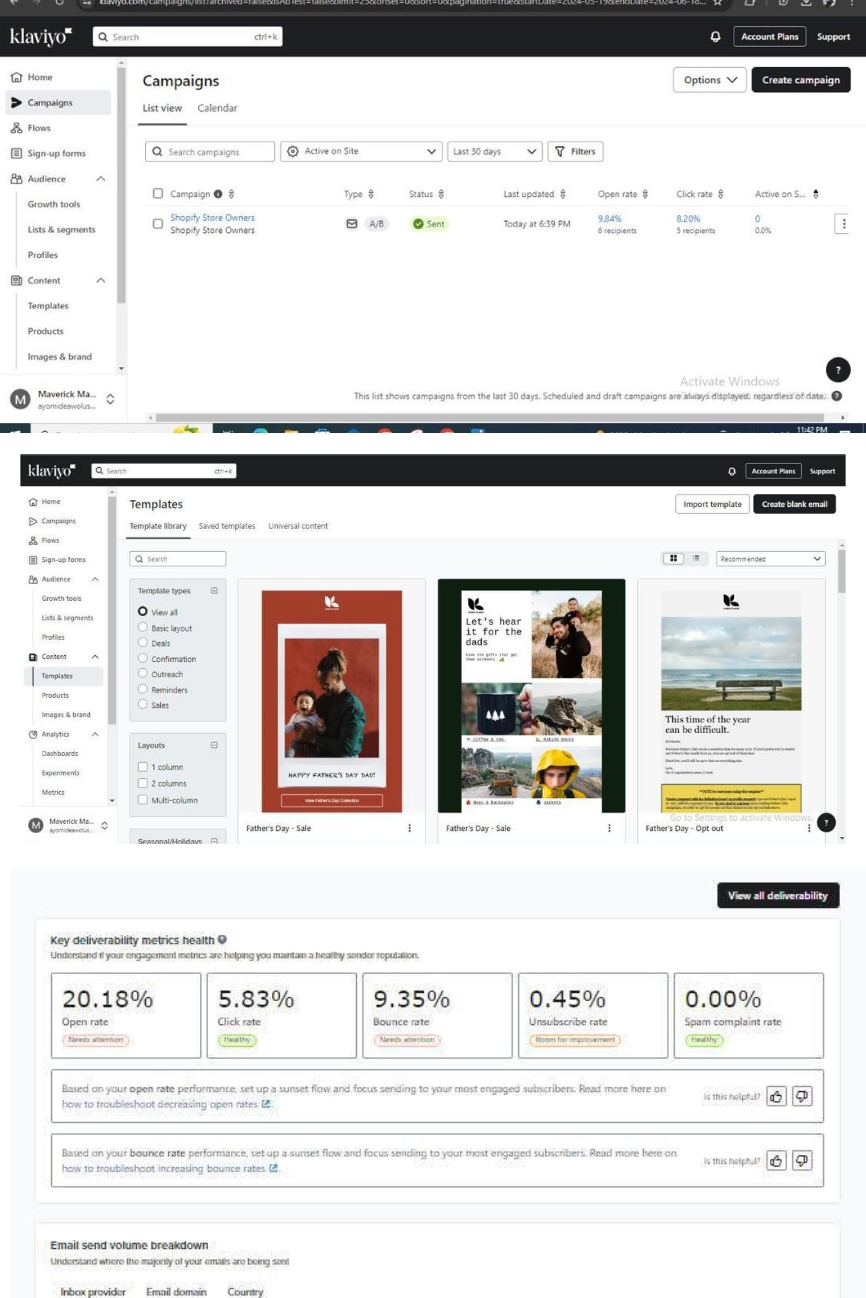 klaviyo.com/campaigns/list?archived=false&isAbTest=false&limit=25&offset=0&sort=0&pagination=true&startDate=2024-05-19&endDate=2024-06-18...
klaviyo
Search ctrl+k
Account Plans Support
Home
Campaigns
Flows
Sign-up forms
Audience
Growth tools
Lists & segments
Profiles
Content
Templates
Products
Images & brand
Maverick Ma...
ayomideawolus...
Campaigns
Options
Create campaign
List view Calendar
Search campaigns
Active on Site
Last 30 days
Filters
Campaign Type Status Last updated Open rate Click rate Active on S...
Shopify Store Owners A/B Sent Today at 6:39 PM 9.84% 8.20% 0
Shopify Store Owners 6 recipients 5 recipients 0.0%
Activate Windows
This list shows campaigns from the last 30 days. Scheduled and draft campaigns are always displayed, regardless of date.
11:42 PM
klaviyo
Search ctrl+k
Account Plans Support
Home
Campaigns
Flows
Sign-up forms
Audience
Growth tools
Lists & segments
Profiles
Content
Templates
Products
Images & brand
Analytics
Dashboards
Experiments
Metrics
Maverick Ma...
ayomideawolus...
Templates
Import template
Create blank email
Template library Saved templates Universal content
Search
Recommended
Template types
View all
Basic layout
Deals
Confirmation
Outreach
Reminders
Sales
Layouts
1 column
2 columns
Multi-column
Seasonal/Holidays
HAPPY FATHER'S DAY DAD!
View Father's Day Collection
Father's Day - Sale
Let's hear
it for the
dads
Give the gifts that get
them outdoors.
Coffee & tea
Hiking Boots
Bags & Backpacks
Jackets
Father's Day - Sale
This time of the year
can be difficult.
Father's Day - Opt out
Go to Settings to activate Windows.
View all deliverability
Key deliverability metrics health
Understand if your engagement metrics are helping you maintain a healthy sender reputation.
20.18% 5.83% 9.35% 0.45% 0.00%
Open rate Click rate Bounce rate Unsubscribe rate Spam complaint rate
Needs attention Healthy Needs attention Room for improvement Healthy
Based on your open rate performance, set up a sunset flow and focus sending to your most engaged subscribers. Read more here on
how to troubleshoot decreasing open rates
Is this helpful?
Based on your bounce rate performance, set up a sunset flow and focus sending to your most engaged subscribers. Read more here on
how to troubleshoot increasing bounce rates
Is this helpful?
Email send volume breakdown
Understand where the majority of your emails are being sent
Inbox provider Email domain Country